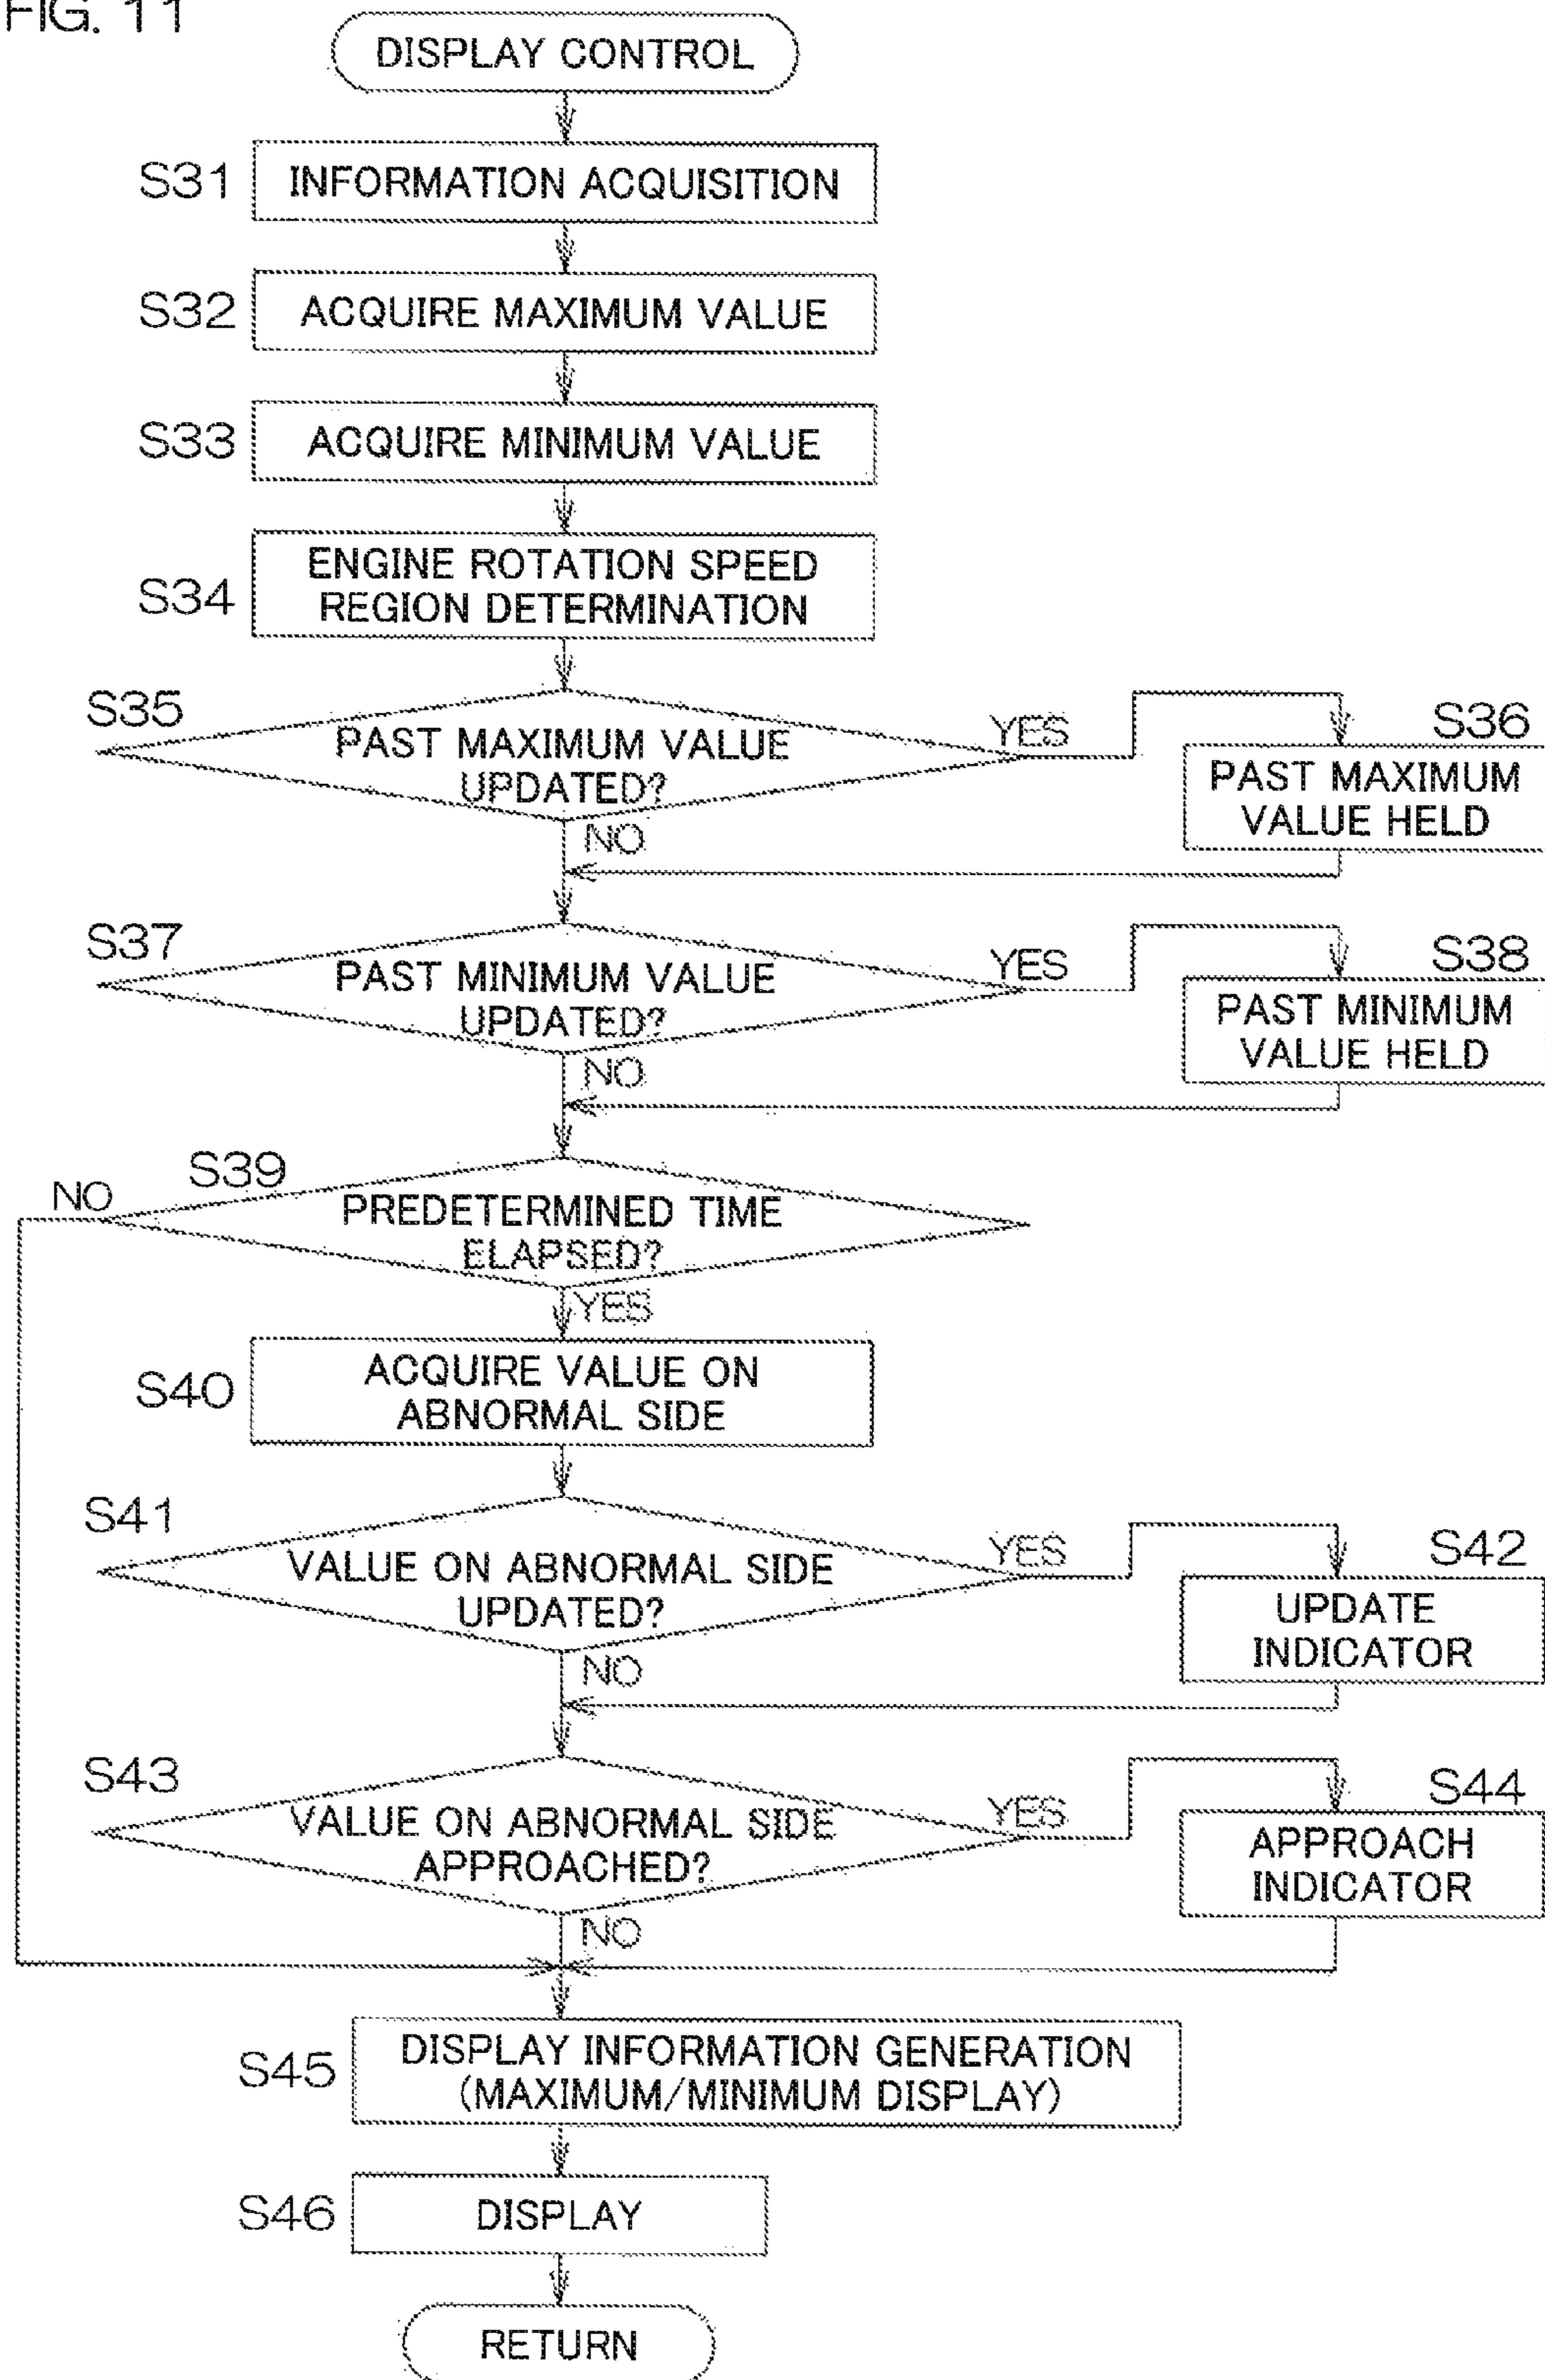 FIG. 11
DISPLAY CONTROL
S31
INFORMATION ACQUISITION
S32
ACQUIRE MAXIMUM VALUE
S33
ACQUIRE MINIMUM VALUE
S34
ENGINE ROTATION SPEED
REGION DETERMINATION
S35
PAST MAXIMUM VALUE
UPDATED?
YES
S36
PAST MAXIMUM
VALUE HELD
NO
S37
PAST MINIMUM VALUE
UPDATED?
YES
S38
PAST MINIMUM
VALUE HELD
NO
S39
NO
PREDETERMINED TIME
ELAPSED?
YES
S40
ACQUIRE VALUE ON
ABNORMAL SIDE
S41
VALUE ON ABNORMAL SIDE
UPDATED?
YES
S42
UPDATE
INDICATOR
NO
S43
VALUE ON ABNORMAL SIDE
APPROACHED?
YES
S44
APPROACH
INDICATOR
NO
S45
DISPLAY INFORMATION GENERATION
(MAXIMUM/MINIMUM DISPLAY)
S46
DISPLAY
RETURN